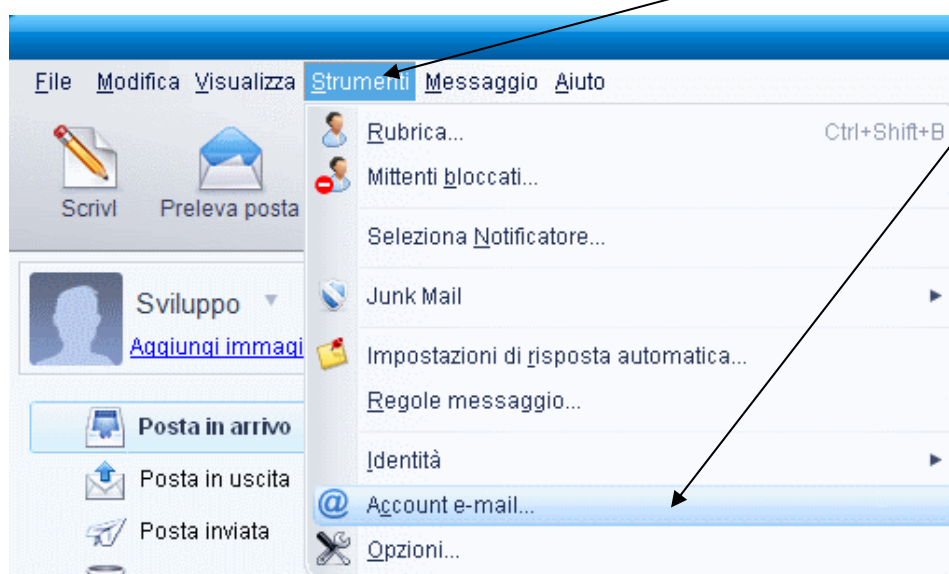 File Modifica Visualizza Strumenti Messaggio Aiuto
Scrivi Preleva posta
Rubrica... Ctrl+Shift+B
Mittenti bloccati...
Seleziona Notificatore...
Sviluppo
Junk Mail
Aggiungi immagi
Impostazioni di risposta automatica...
Regole messaggio...
Posta in arrivo
Identità
Posta in uscita
Account e-mail...
Posta inviata
Opzioni...